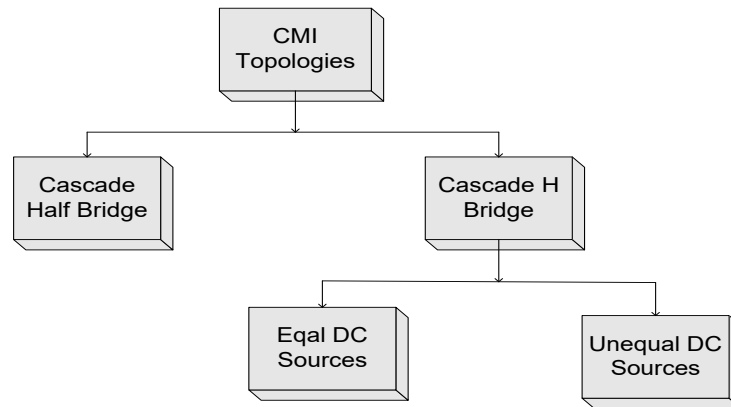 CMI
Topologies
Cascade
Half Bridge
Cascade H
Bridge
Eqal DC
Sources
Unequal DC
Sources